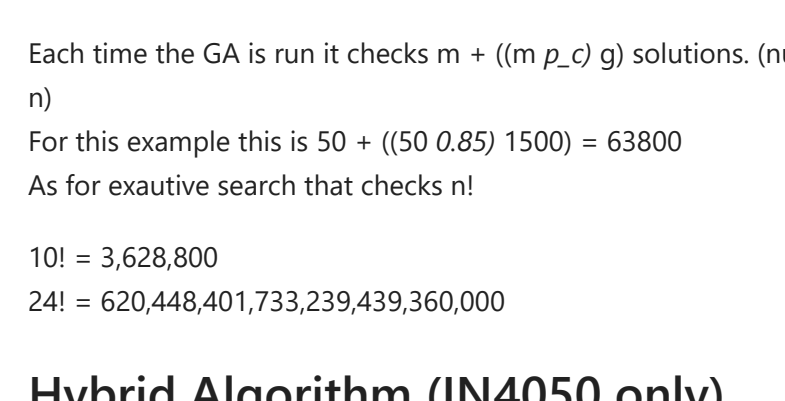 Each time the GA is run it checks m + ((m p_c) g) solutions. (nu
n)
For this example this is 50 + ((50 0.85) 1500) = 63800
As for exautive search that checks n!
10! = 3,628,800
24! = 620,448,401,733,239,439,360,000
Hybrid Algorithm (IN4050 only)